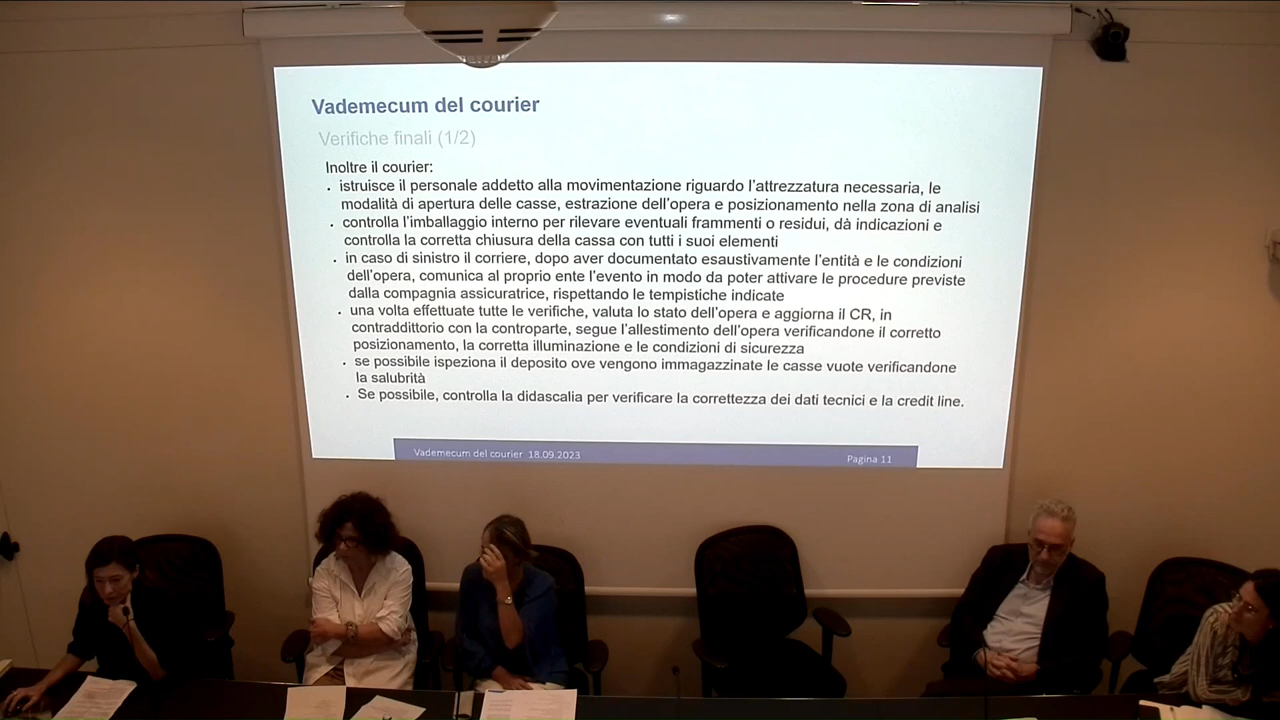 Vademecum del courier
Verifiche finali (1/2)
Inoltre il courier:
. istruisce il personale addetto alla movimentazione riguardo l'attrezzatura necessaria, le
modalità di apertura delle casse, estrazione dell'opera e posizionamento nella zona di analisi
. controlla l'imballaggio interno per rilevare eventuali frammenti o residui, dà indicazioni e
controlla la corretta chiusura della cassa con tutti i suoi elementi
. in caso di sinistro il corriere, dopo aver documentato esaustivamente l'entità e le condizioni
dell'opera, comunica al proprio ente l'evento in modo da poter attivare le procedure previste
dalla compagnia assicuratrice, rispettando le tempistiche indicate
. una volta effettuate tutte le verifiche, valuta lo stato dell'opera e aggiorna il CR, in
contraddittorio con la controparte, segue l'allestimento dell'opera verificandone il corretto
posizionamento, la corretta illuminazione e le condizioni di sicurezza
. se possibile ispeziona il deposito ove vengono immagazzinate le casse vuote verificandone
la salubrità
. Se possibile, controlla la didascalia per verificare la correttezza dei dati tecnici e la credit line.
Vademecum del courier 18.09.2023
Pagina 11